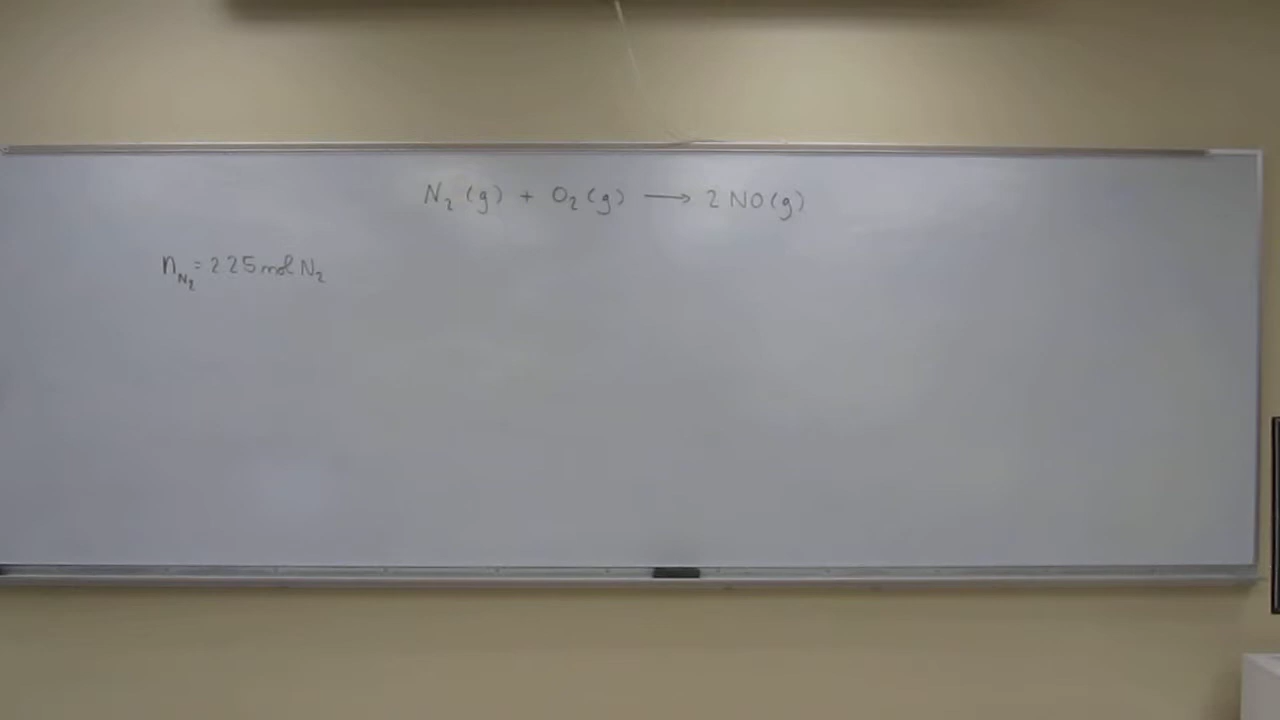 N₂ (g) + O₂ (g) ⟶ 2 NO (g)
n_N₂ = 2.25 mol N₂